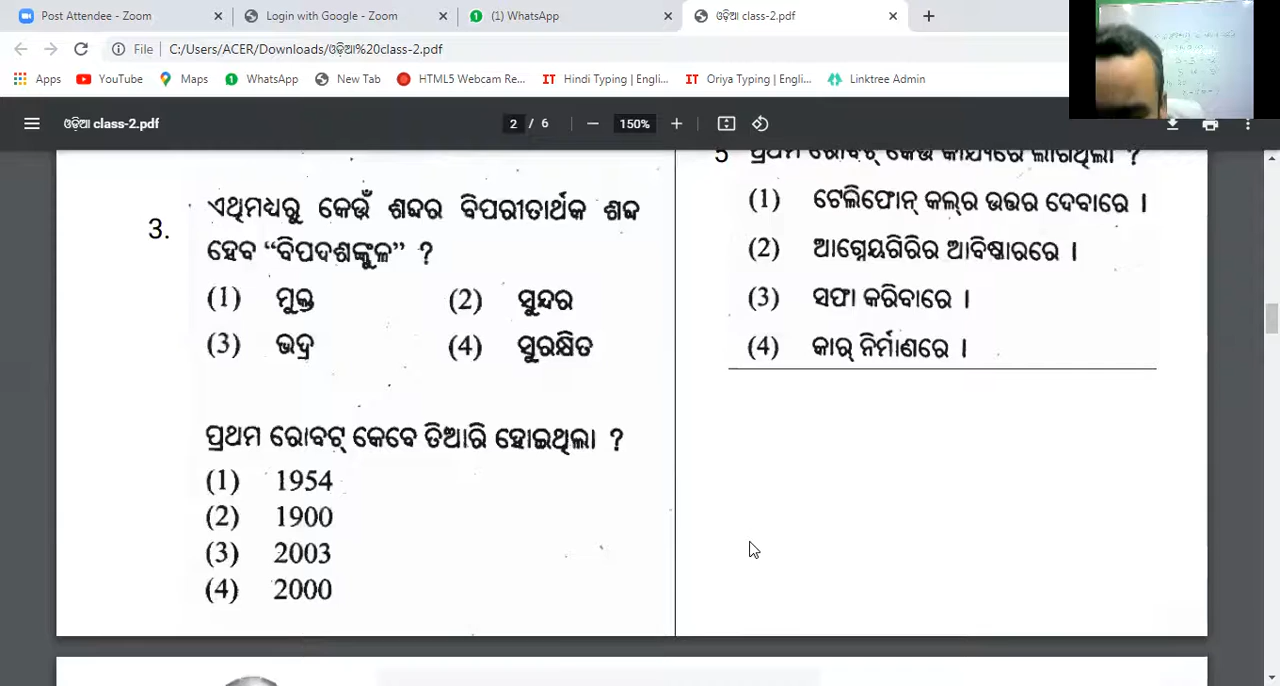 Post Attendee - Zoom
Login with Google - Zoom
(1) WhatsApp
ଓଡ଼ିଆ class-2.pdf
File
C:/Users/ACER/Downloads/ଓଡ଼ିଆ%20class-2.pdf
Apps
YouTube
Maps
WhatsApp
New Tab
HTML5 Webcam Re...
Hindi Typing | Engli...
Oriya Typing | Engli...
Linktree Admin
ଓଡ଼ିଆ class-2.pdf
2 / 6
150%
3. ଏଥିମଧ୍ୟରୁ କେଉଁ ଶବ୍ଦର ବିପରୀତାର୍ଥକ ଶବ୍ଦ
ହେବ “ବିପଦଶଙ୍କୁଳ” ?
(1) ମୁକ୍ତ (2) ସୁନ୍ଦର
(3) ଭଦ୍ର (4) ସୁରକ୍ଷିତ
ପ୍ରଥମ ରୋବଟ୍ କେବେ ତିଆରି ହୋଇଥିଲା ?
(1) 1954
(2) 1900
(3) 2003
(4) 2000
5 ପ୍ରଥମ ରୋବଟ୍ କେଉଁ କାର୍ଯ୍ୟରେ ଲାଗିଥିଲା ?
(1) ଟେଲିଫୋନ୍ କଲ୍‌ର ଉତ୍ତର ଦେବାରେ ।
(2) ଆଗ୍ନେୟଗିରିର ଆବିଷ୍କାରରେ ।
(3) ସଫା କରିବାରେ ।
(4) କାର୍ ନିର୍ମାଣରେ ।